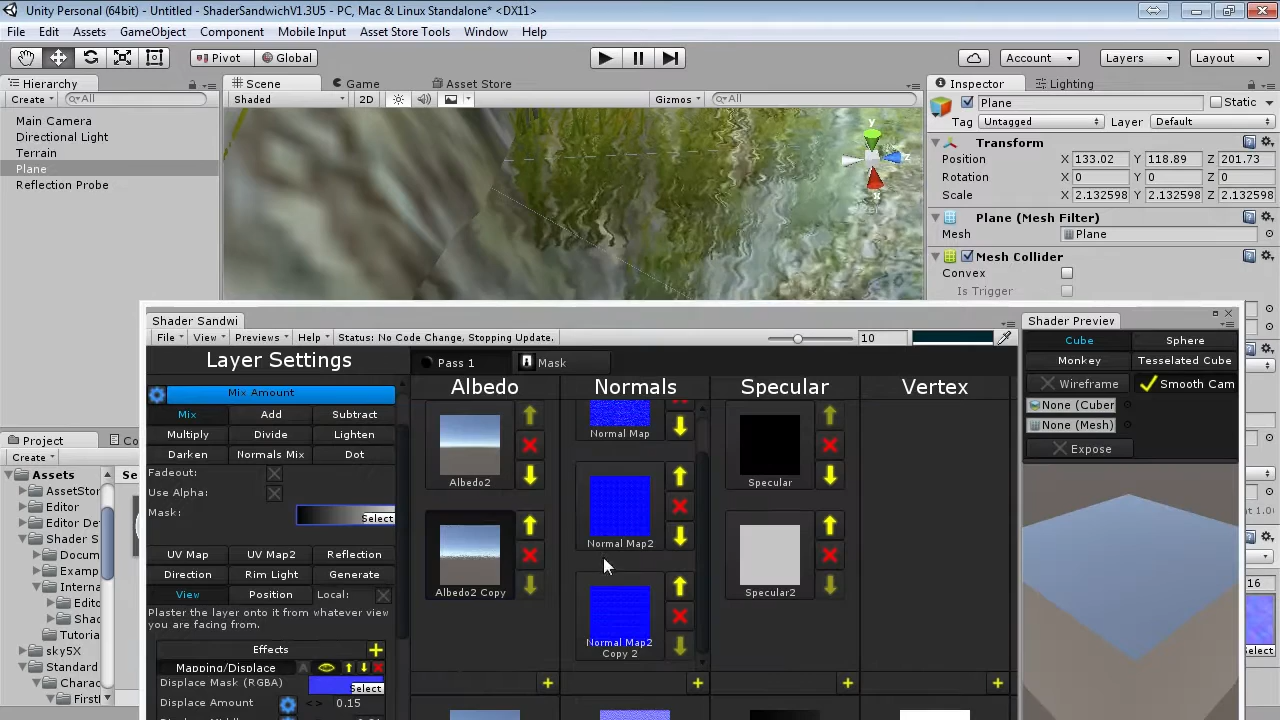 Unity Personal (64bit) - Untitled - ShaderSandwichV1.3U5 - PC, Mac & Linux Standalone* <DX11>
File Edit Assets GameObject Component Mobile Input Asset Store Tools Window Help
Pivot Global Account Layers Layout
Hierarchy Scene Game Asset Store Inspector Lighting
Create All Shaded 2D Gizmos All Plane Static
Main Camera Tag Untagged Layer Default
Directional Light Transform
Terrain Position X 133.02 Y 118.89 Z 201.73
Plane Rotation X 0 Y 0 Z 0
Reflection Probe Scale X 2.132598 Y 2.132598 Z 2.132598
y
z
x
Plane (Mesh Filter)
Mesh Plane
Mesh Collider
Convex
Is Trigger
Shader Sandwi Shader Previe
File View Previews Help Status: No Code Change, Stopping Update. 10 Cube Sphere
Layer Settings Pass 1 Mask Monkey Tesselated Cube
Albedo Normals Specular Vertex Wireframe Smooth Cam
Mix Amount None (Cuber
Mix Add Subtract None (Mesh)
Multiply Divide Lighten Normal Map Expose
Darken Normals Mix Dot
Fadeout:
Albedo2 Specular
Use Alpha:
Mask: Select
Normal Map2
UV Map UV Map2 Reflection
Direction Rim Light Generate
View Position Local: Albedo2 Copy Specular2
Plaster the layer onto it from whatever view
you are facing from.
Normal Map2
Copy 2
Effects
Mapping/Displace A
Displace Mask (RGBA) Select
Displace Amount <> 0.15
Project Co
Create
Assets
AssetStor
Editor
Editor De
Shader S
Docum
Examp
Interna
Edito
Sha
Tutoria
sky5X
Standard
Charac
FirstI
16
Select